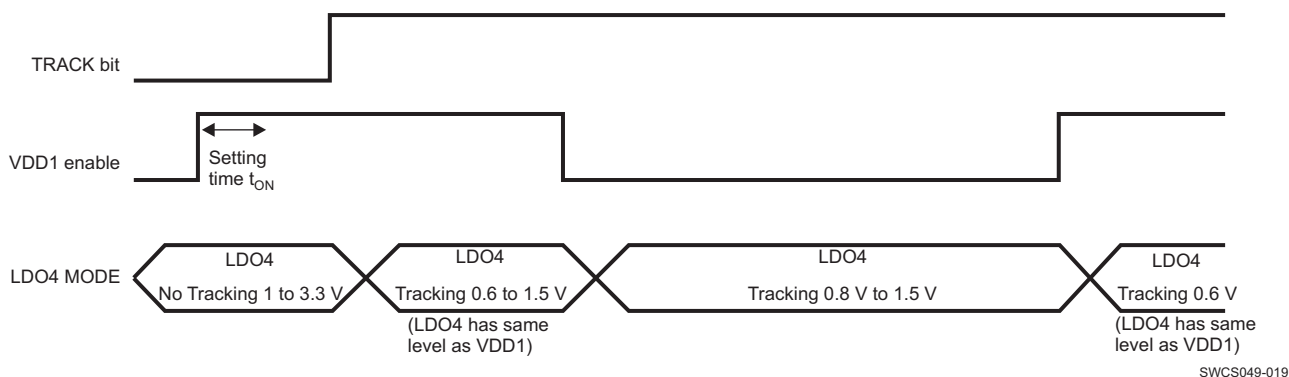 TRACK bit
VDD1 enable
Setting
time tON
LDO4 MODE
LDO4
No Tracking 1 to 3.3 V
LDO4
Tracking 0.6 to 1.5 V
(LDO4 has same
level as VDD1)
LDO4
Tracking 0.8 V to 1.5 V
LDO4
Tracking 0.6 V
(LDO4 has same
level as VDD1)
SWCS049-019